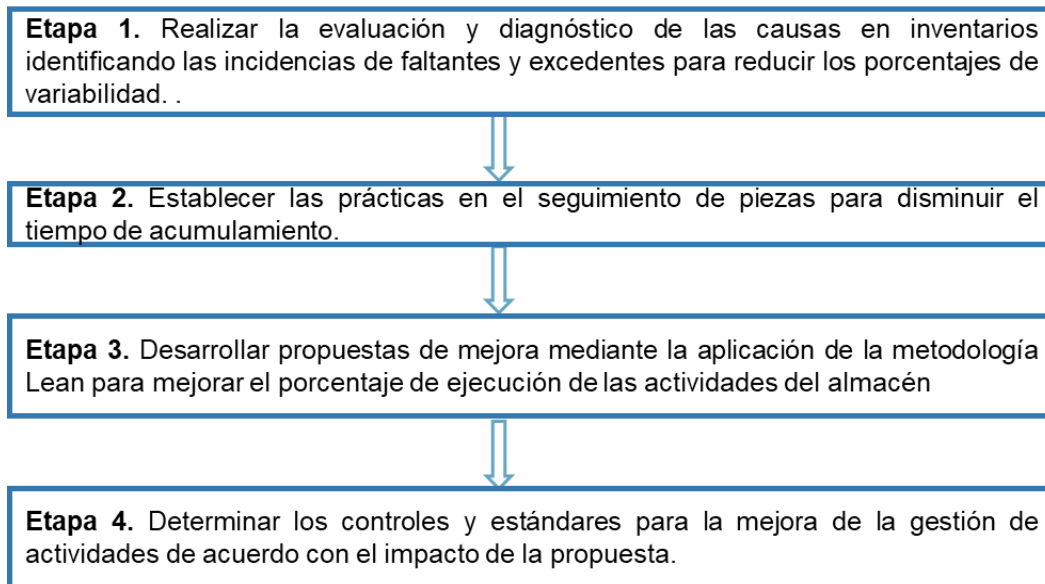 Etapa 1. Realizar la evaluación y diagnóstico de las causas en inventarios
identificando las incidencias de faltantes y excedentes para reducir los porcentajes de
variabilidad. .
Etapa 2. Establecer las prácticas en el seguimiento de piezas para disminuir el
tiempo de acumulamiento.
Etapa 3. Desarrollar propuestas de mejora mediante la aplicación de la metodología
Lean para mejorar el porcentaje de ejecución de las actividades del almacén
Etapa 4. Determinar los controles y estándares para la mejora de la gestión de
actividades de acuerdo con el impacto de la propuesta.